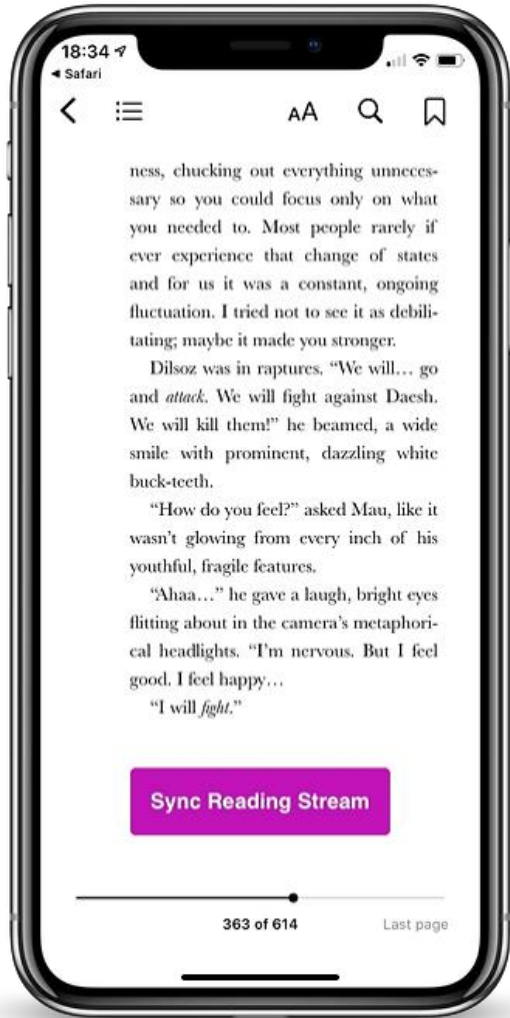 18:34
Safari
AA
ness, chucking out everything unneces-
sary so you could focus only on what
you needed to. Most people rarely if
ever experience that change of states
and for us it was a constant, ongoing
fluctuation. I tried not to see it as debili-
tating; maybe it made you stronger.
Dilsoz was in raptures. “We will… go
and attack. We will fight against Daesh.
We will kill them!” he beamed, a wide
smile with prominent, dazzling white
buck-teeth.
“How do you feel?” asked Mau, like it
wasn’t glowing from every inch of his
youthful, fragile features.
“Ahaa…” he gave a laugh, bright eyes
flitting about in the camera’s metaphori-
cal headlights. “I’m nervous. But I feel
good. I feel happy…
“I will fight.”
Sync Reading Stream
363 of 614
Last page